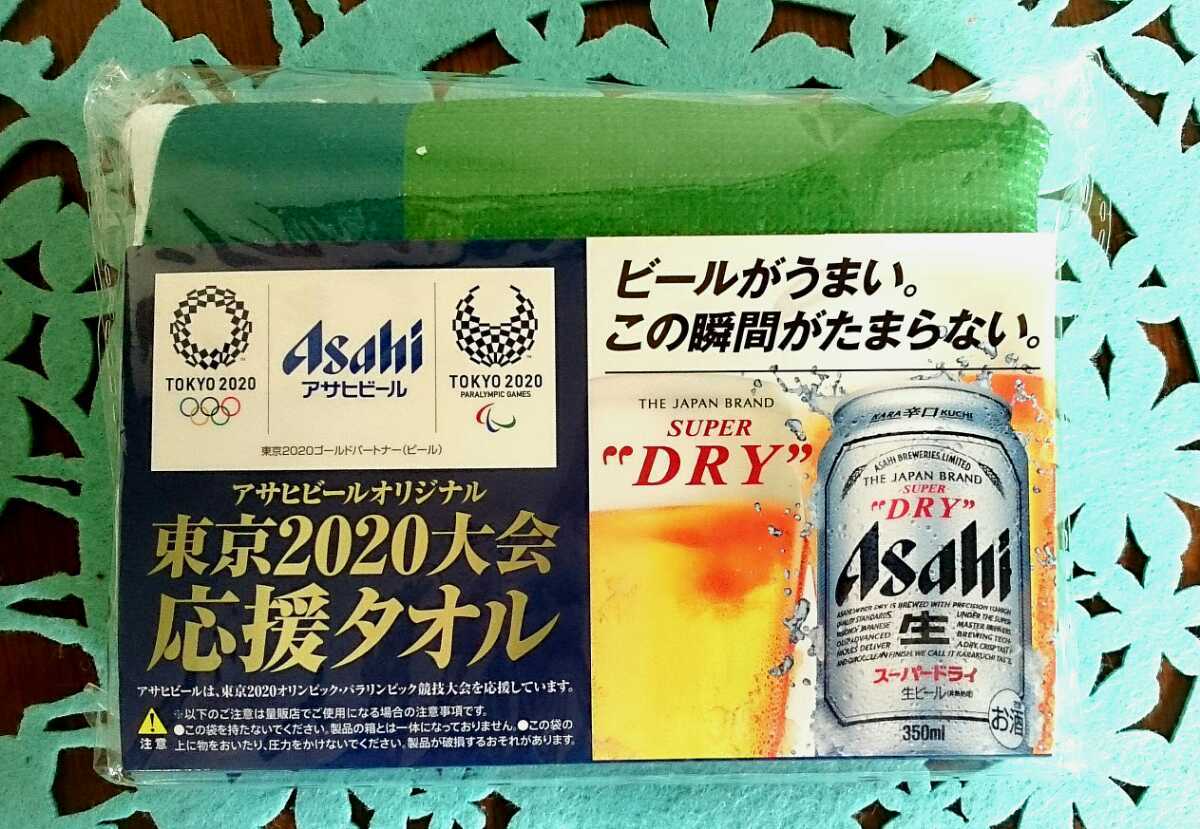 TOKYO 2020
Asahi
アサヒビール
TOKYO 2020
PARALYMPIC GAMES
東京2020ゴールドパートナー(ビール)
アサヒビールオリジナル
東京2020大会
応援タオル
アサヒビールは、東京2020オリンピック・パラリンピック競技大会を応援しています。
注意
※以下のご注意は量販店でご使用になる場合の注意事項です。
●この袋を持たないでください。製品の箱とは一体になっておりません。●この袋の
上に物をおいたり、圧力をかけないでください。製品が破損するおそれがあります。
ビールがうまい。
この瞬間がたまらない。
THE JAPAN BRAND
SUPER
"DRY"
KARA 辛口 KUCHI
ASAHI BREWERIES, LIMITED
THE JAPAN BRAND
SUPER
"DRY"
Asahi
生
スーパードライ
生ビール(非熱処理)
350ml
お酒